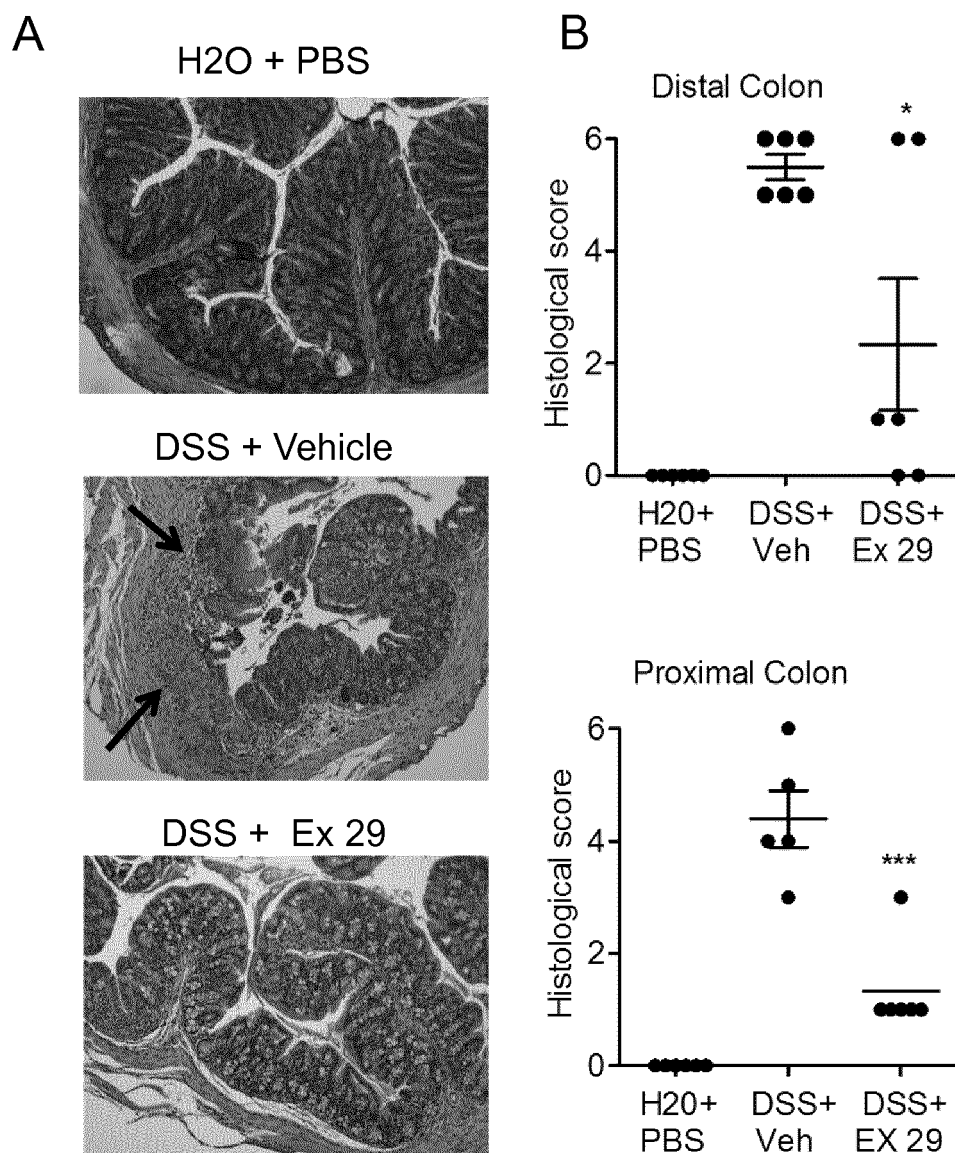 A
H2O + PBS
DSS + Vehicle
DSS + Ex 29
B
Distal Colon
*
Histological score
6
4
2
0
H20+ DSS+ DSS+
PBS Veh Ex 29
Proximal Colon
***
Histological score
6
4
2
0
H20+ DSS+ DSS+
PBS Veh EX 29